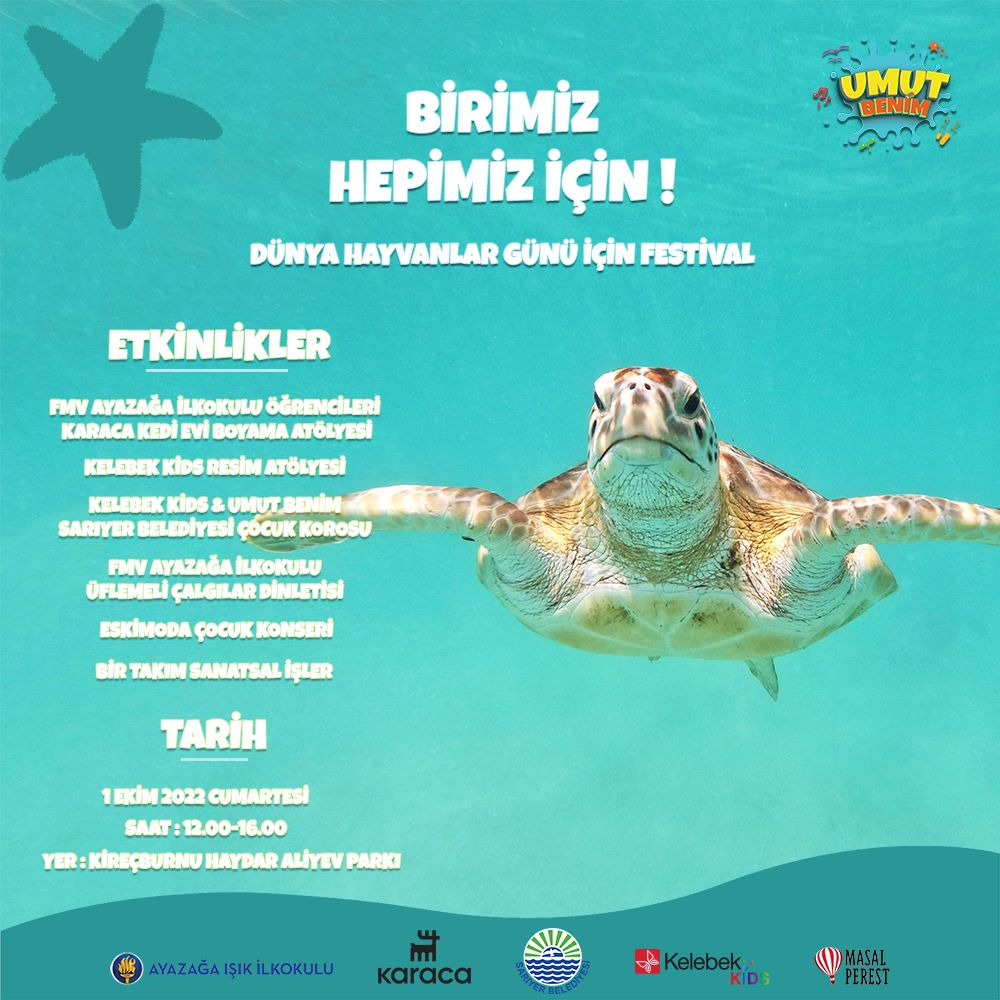 UMUT
BENİM
BİRİMİZ
HEPİMİZ İÇİN !
DÜNYA HAYVANLAR GÜNÜ İÇİN FESTİVAL
ETKİNLİKLER
FMV AYAZAĞA İLKOKULU ÖĞRENCİLERİ
KARACA KEDİ EVİ BOYAMA ATÖLYESİ
KELEBEK KİDS RESİM ATÖLYESİ
KELEBEK KİDS & UMUT BENİM
SARIYER BELEDİYESİ ÇOCUK KOROSU
FMV AYAZAĞA İLKOKULU
ÜFLEMELİ ÇALGILAR DİNLETİSİ
ESKİMODA ÇOCUK KONSERİ
BİR TAKIM SANATSAL İŞLER
TARİH
1 EKİM 2022 CUMARTESİ
SAAT : 12.00-16.00
YER : KİREÇBURNU HAYDAR ALİYEV PARKI
AYAZAĞA IŞIK İLKOKULU
karaca
SARIYER BELEDİYESİ
Kelebek
KİDS
MASAL
PEREST